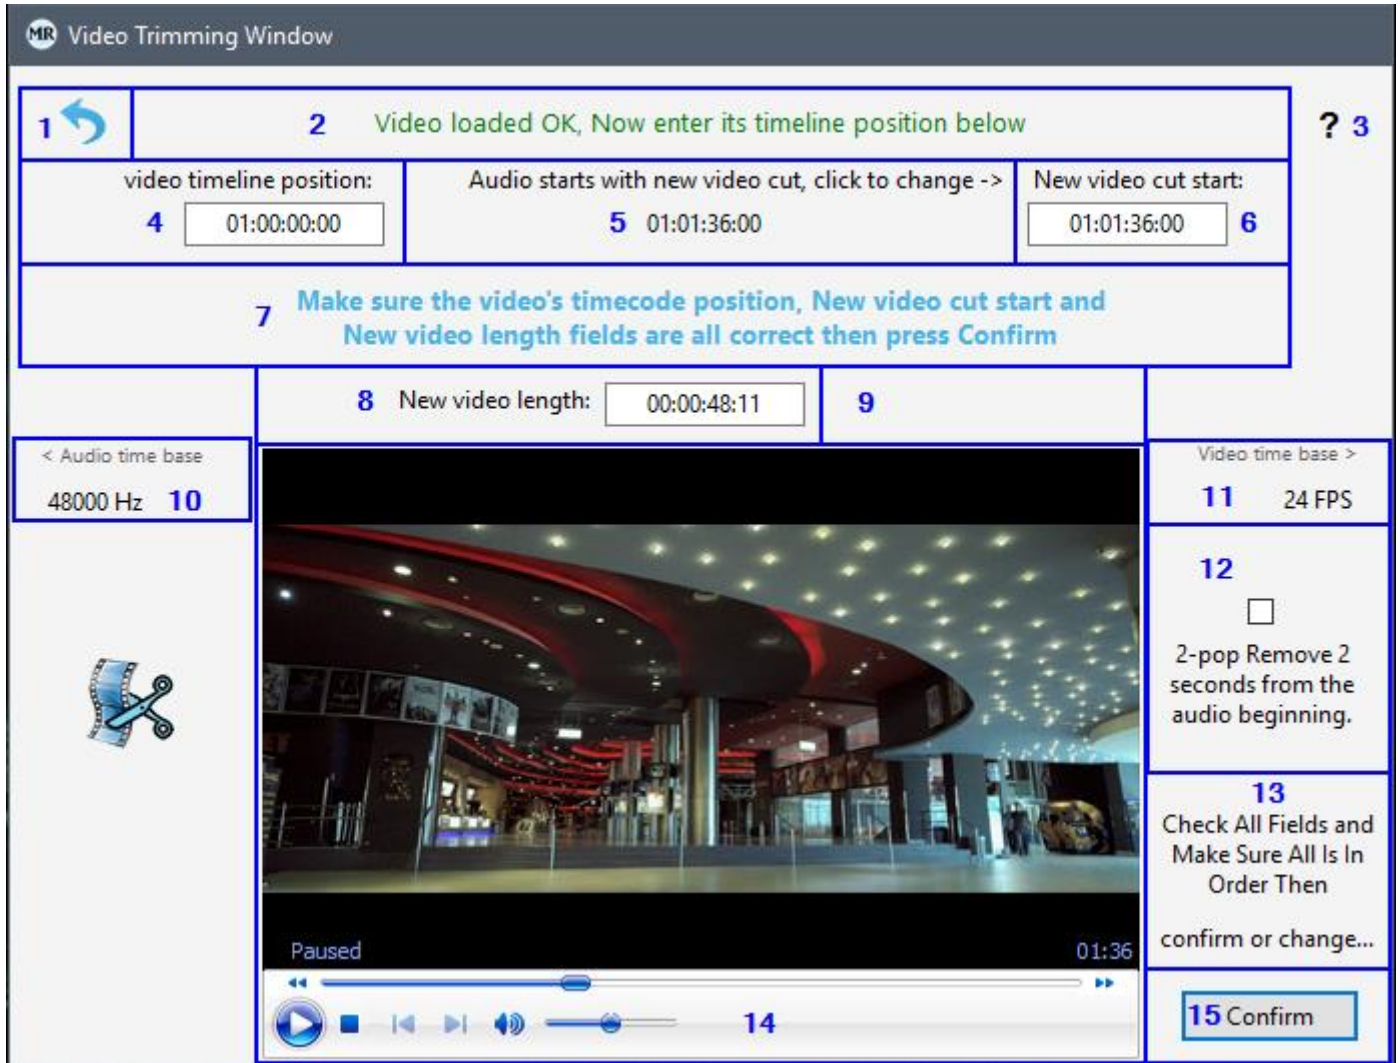 MR Video Trimming Window
1
2 Video loaded OK, Now enter its timeline position below
? 3
video timeline position:
4 01:00:00:00
Audio starts with new video cut, click to change ->
5 01:01:36:00
New video cut start:
01:01:36:00 6
7 Make sure the video's timecode position, New video cut start and
New video length fields are all correct then press Confirm
8 New video length: 00:00:48:11
9
< Audio time base
48000 Hz 10
Video time base >
11 24 FPS
12
2-pop Remove 2
seconds from the
audio beginning.
13
Check All Fields and
Make Sure All Is In
Order Then
confirm or change...
Paused 01:36
14
15 Confirm